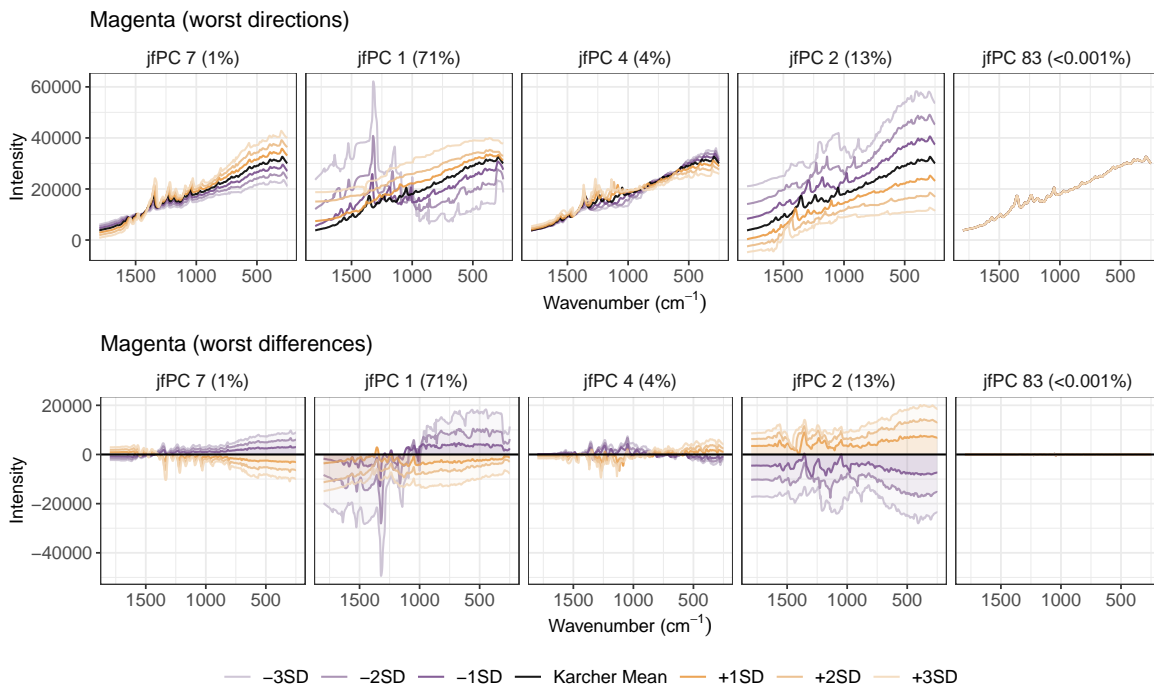 Magenta (worst directions)
jfPC 7 (1%) jfPC 1 (71%) jfPC 4 (4%) jfPC 2 (13%) jfPC 83 (<0.001%)
Intensity
60000
40000
20000
0
1500 1000 500 1500 1000 500 1500 1000 500 1500 1000 500 1500 1000 500
Wavenumber (cm⁻¹)
Magenta (worst differences)
jfPC 7 (1%) jfPC 1 (71%) jfPC 4 (4%) jfPC 2 (13%) jfPC 83 (<0.001%)
Intensity
20000
0
−20000
−40000
1500 1000 500 1500 1000 500 1500 1000 500 1500 1000 500 1500 1000 500
Wavenumber (cm⁻¹)
−3SD −2SD −1SD Karcher Mean +1SD +2SD +3SD